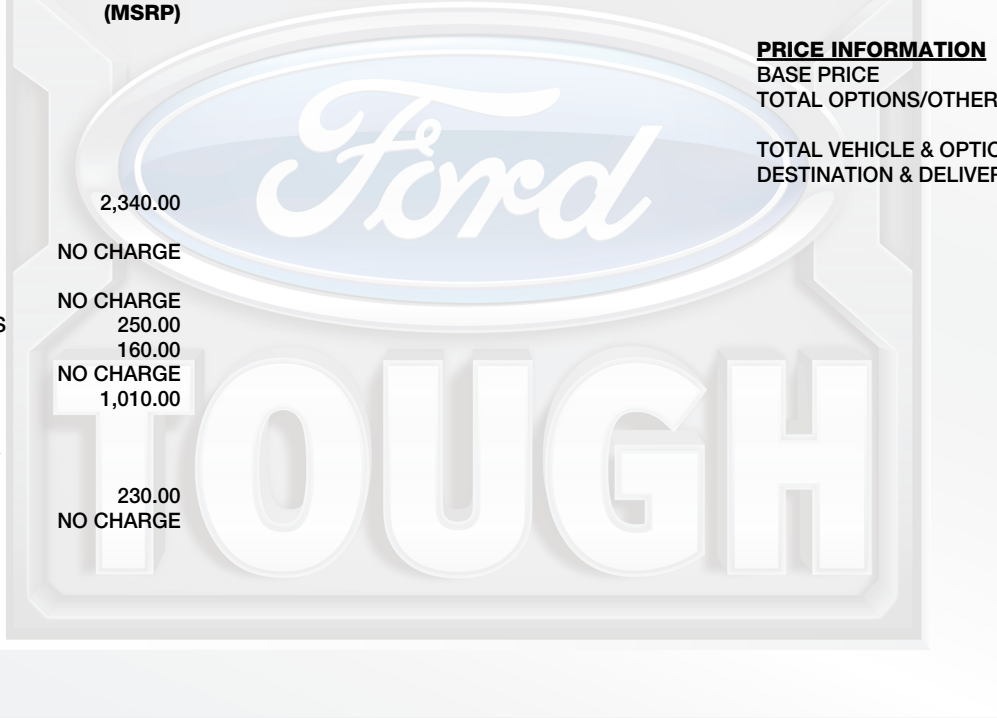 (MSRP)
2,340.00
NO CHARGE
NO CHARGE
S 250.00
160.00
NO CHARGE
1,010.00
230.00
NO CHARGE
PRICE INFORMATION
BASE PRICE
TOTAL OPTIONS/OTHER
TOTAL VEHICLE & OPTIO
DESTINATION & DELIVER
Ford
TOUGH